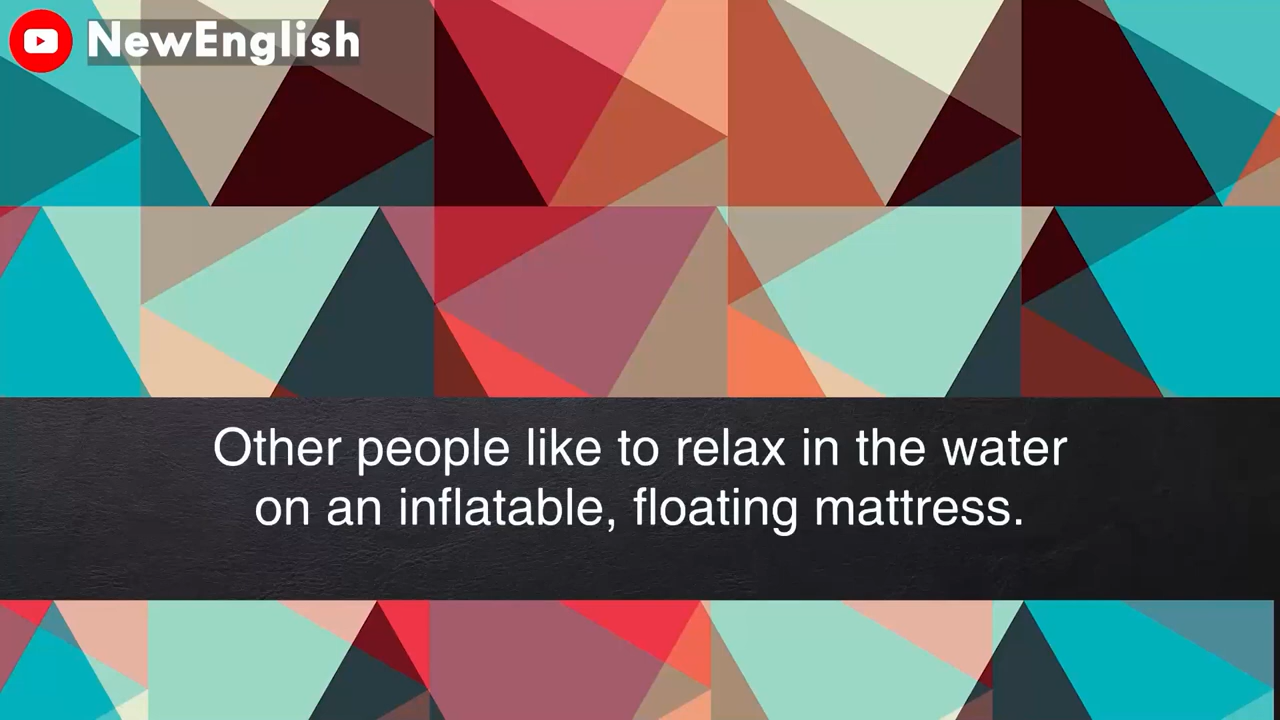 NewEnglish
Other people like to relax in the water
on an inflatable, floating mattress.